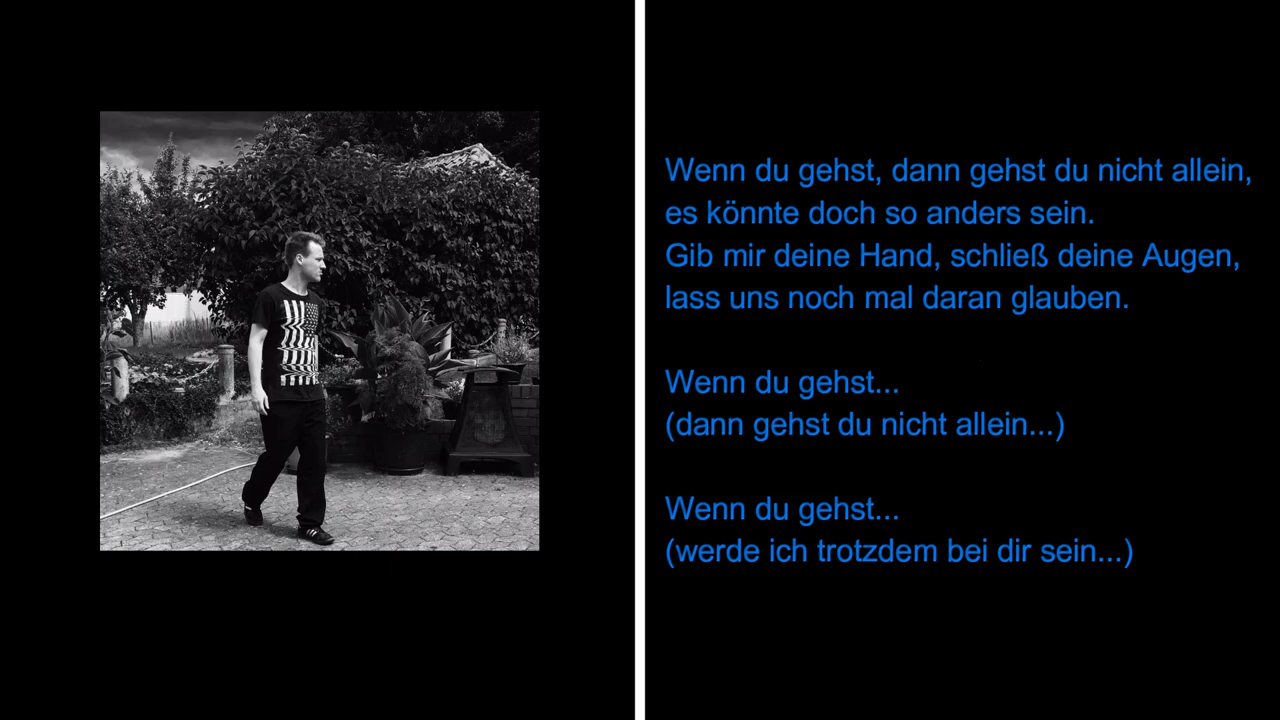 Wenn du gehst, dann gehst du nicht allein,
es könnte doch so anders sein.
Gib mir deine Hand, schließ deine Augen,
lass uns noch mal daran glauben.
Wenn du gehst...
(dann gehst du nicht allein...)
Wenn du gehst...
(werde ich trotzdem bei dir sein...)